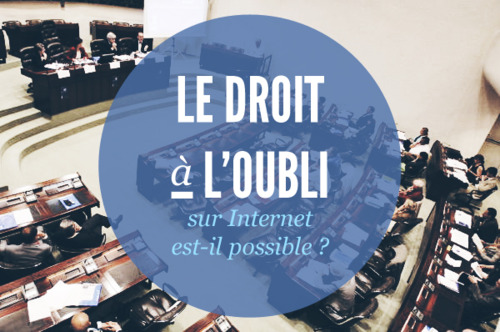 LE DROIT
à L'OUBLI
sur Internet
est-il possible ?